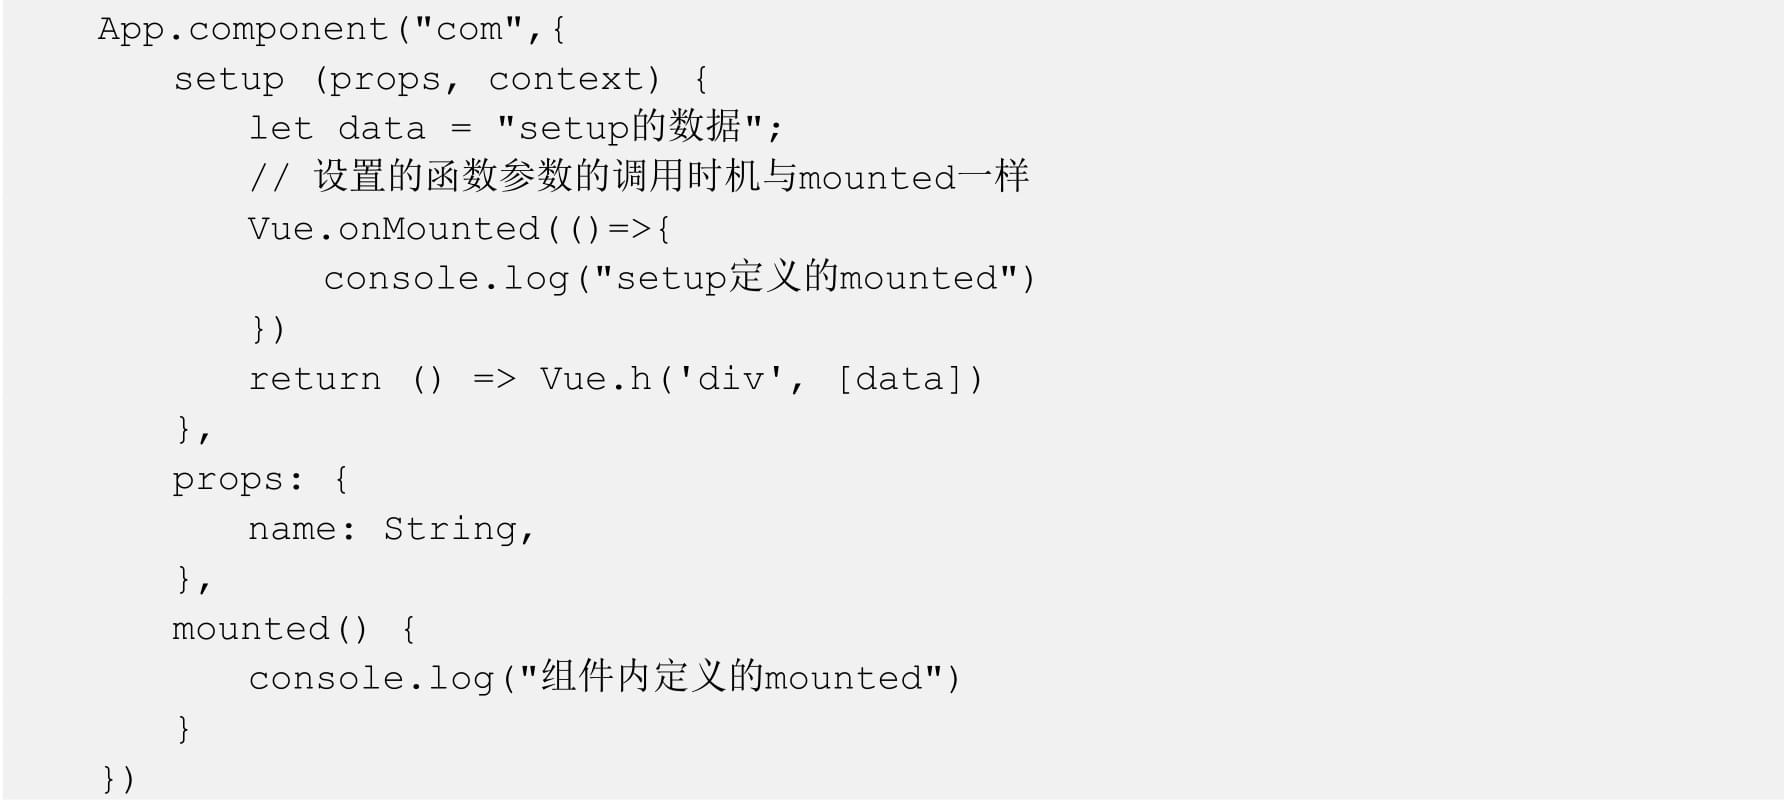 App.component("com",{
setup (props, context) {
let data = "setup的数据";
// 设置的函数参数的调用时机与mounted一样
Vue.onMounted(()=>{
console.log("setup定义的mounted")
})
return () => Vue.h('div', [data])
},
props: {
name: String,
},
mounted() {
console.log("组件内定义的mounted")
}
})